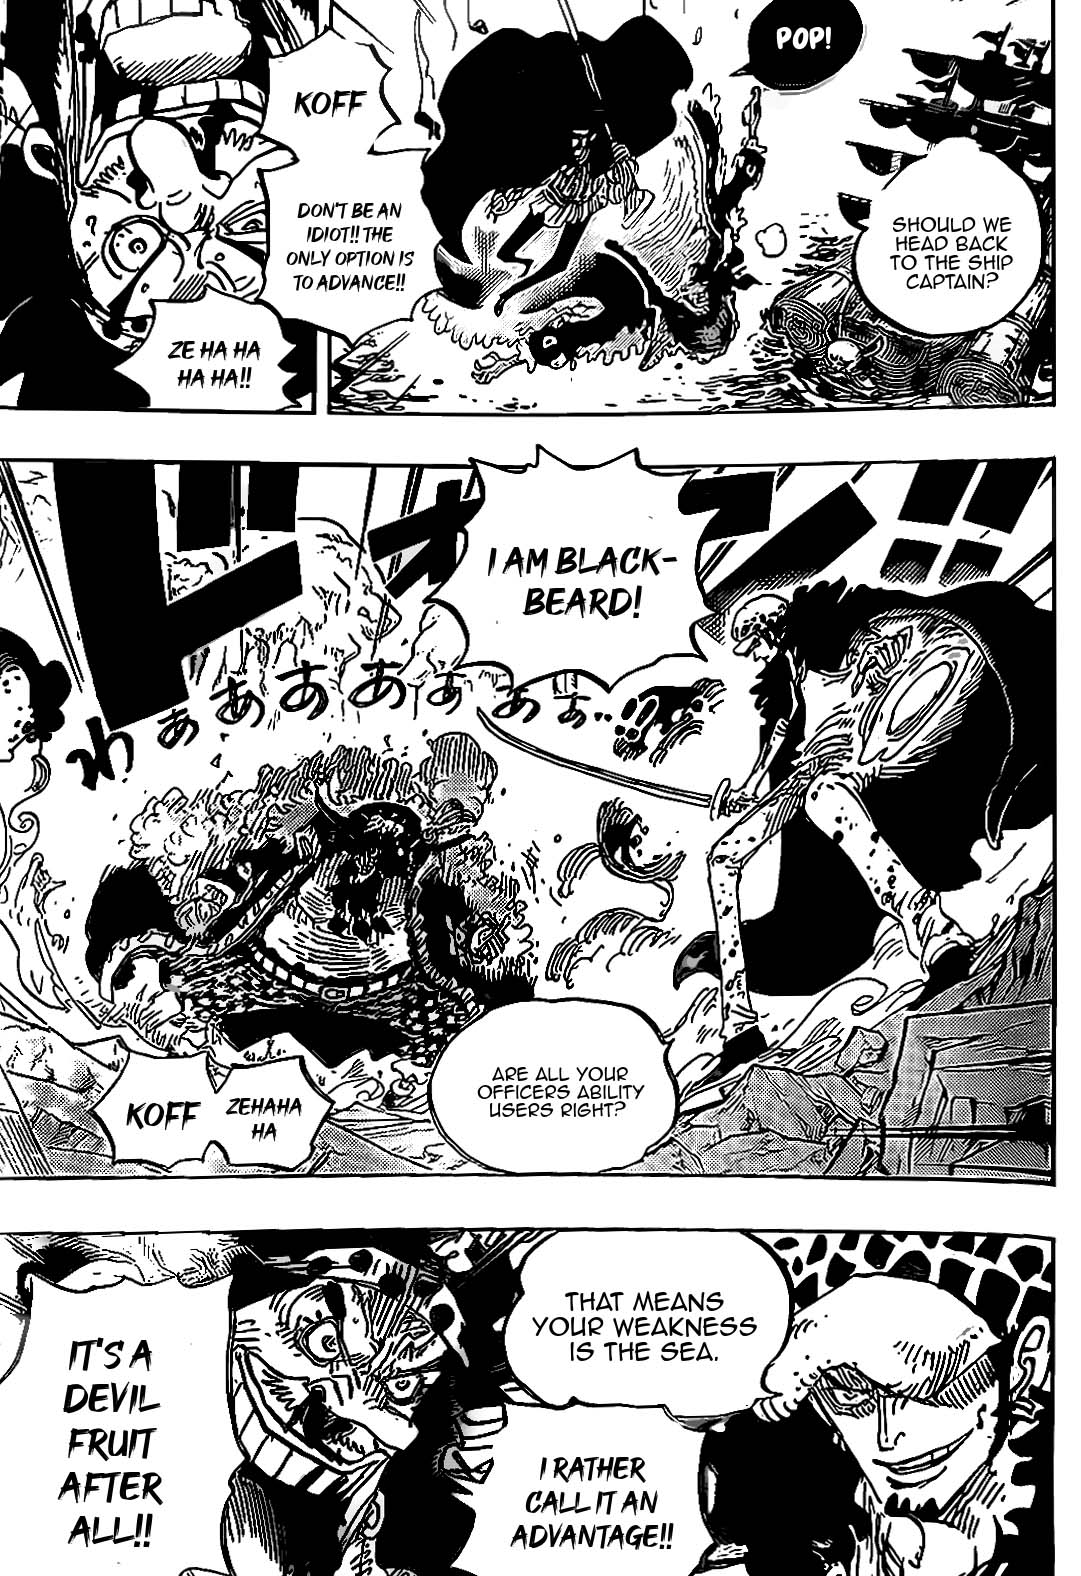 POP!
SHOULD WE
HEAD BACK
TO THE SHIP
CAPTAIN?
KOFF
DON'T BE AN
IDIOT!! THE
ONLY OPTION IS
TO ADVANCE!!
ZE HA HA
HA HA!!
I AM BLACK-
BEARD!
わぁあああああぁ‥!!
ARE ALL YOUR
OFFICERS ABILITY
USERS RIGHT?
KOFF
ZEHAHA
HA
THAT MEANS
YOUR WEAKNESS
IS THE SEA.
I RATHER
CALL IT AN
ADVANTAGE!!
IT'S A
DEVIL
FRUIT
AFTER
ALL!!